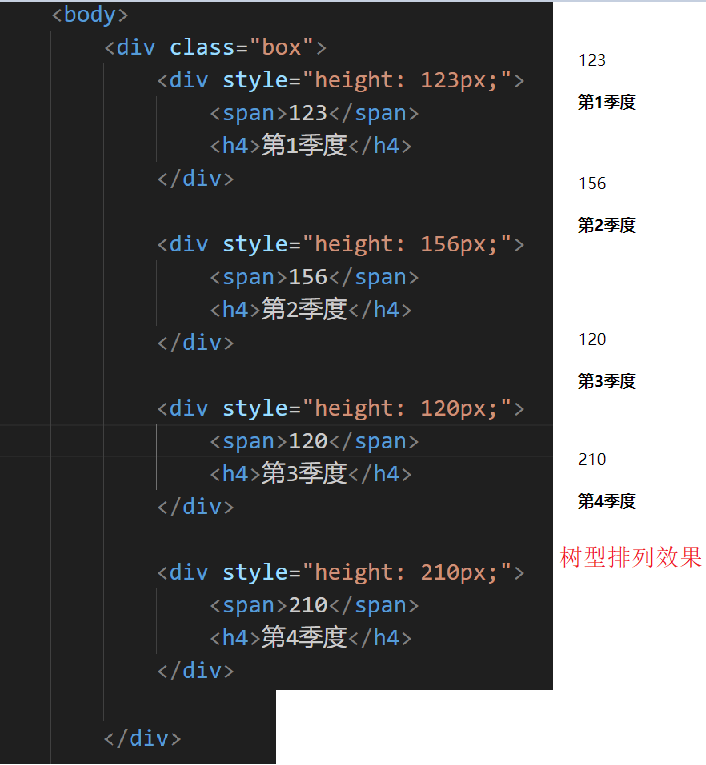 <body>
<div class="box">
<div style="height: 123px;">
<span>123</span>
<h4>第1季度</h4>
</div>
<div style="height: 156px;">
<span>156</span>
<h4>第2季度</h4>
</div>
<div style="height: 120px;">
<span>120</span>
<h4>第3季度</h4>
</div>
<div style="height: 210px;">
<span>210</span>
<h4>第4季度</h4>
</div>
</div>
123
第1季度
156
第2季度
120
第3季度
210
第4季度
树型排列效果